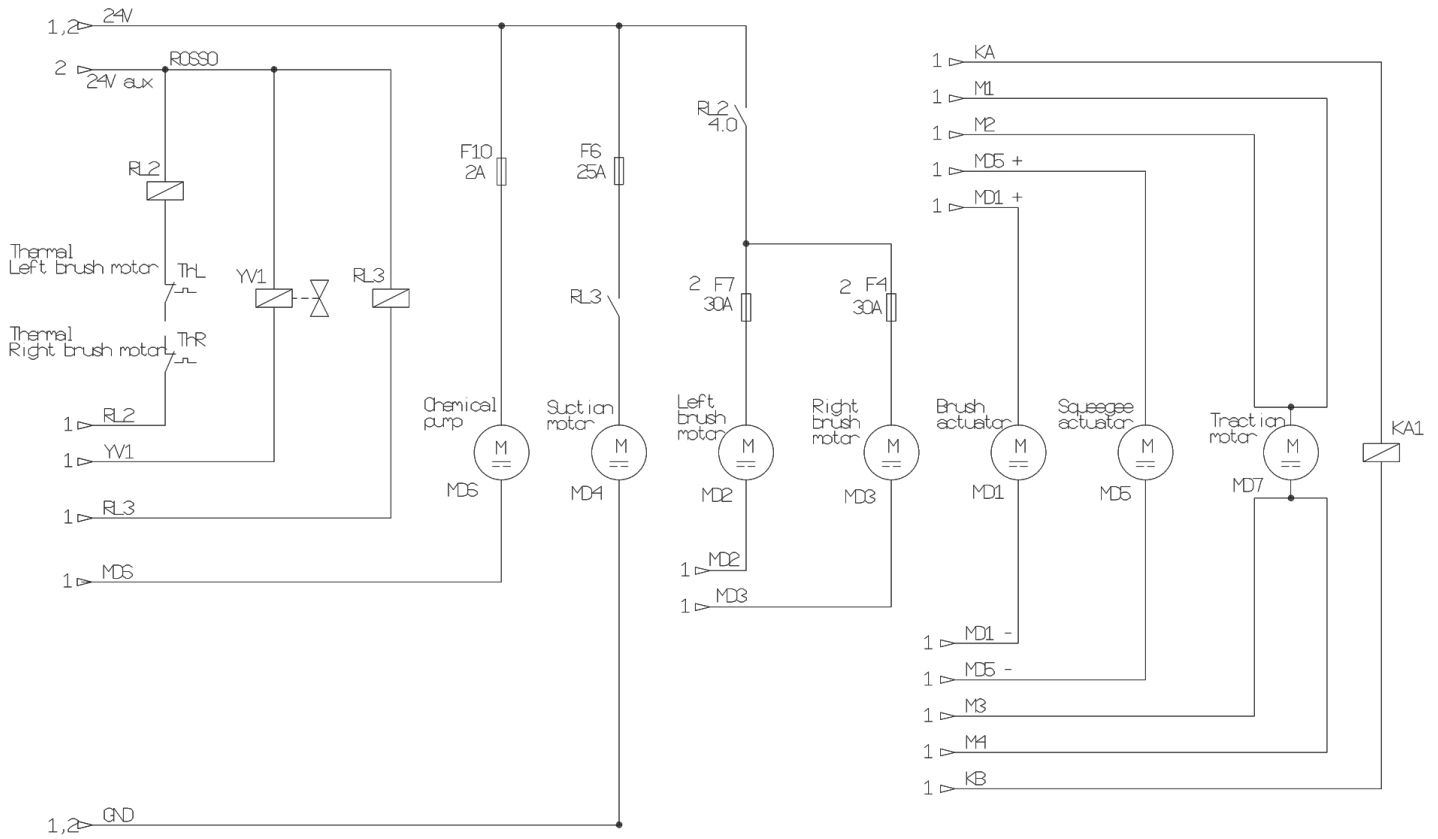 1,2 24V
2 ROSSO
24V aux
RL2
Thermal
Left brush motor
ThL
YV1
RL3
Thermal
Right brush motor
ThR
1 RL2
1 YV1
1 RL3
1 MD6
1,2 GND
F10
2A
F6
25A
RL3
RL2
4.0
2 F7
30A
2 F4
30A
Chemical
pump
M
MD6
Suction
motor
M
MD4
Left
brush
motor
M
MD2
Right
brush
motor
M
MD3
1 MD2
1 MD3
1 KA
1 M1
1 M2
1 MD5 +
1 MD1 +
Brush
actuator
M
MD1
Squeegee
actuator
M
MD5
Traction
motor
M
MD7
KA1
1 MD1 -
1 MD5 -
1 M3
1 M4
1 KB